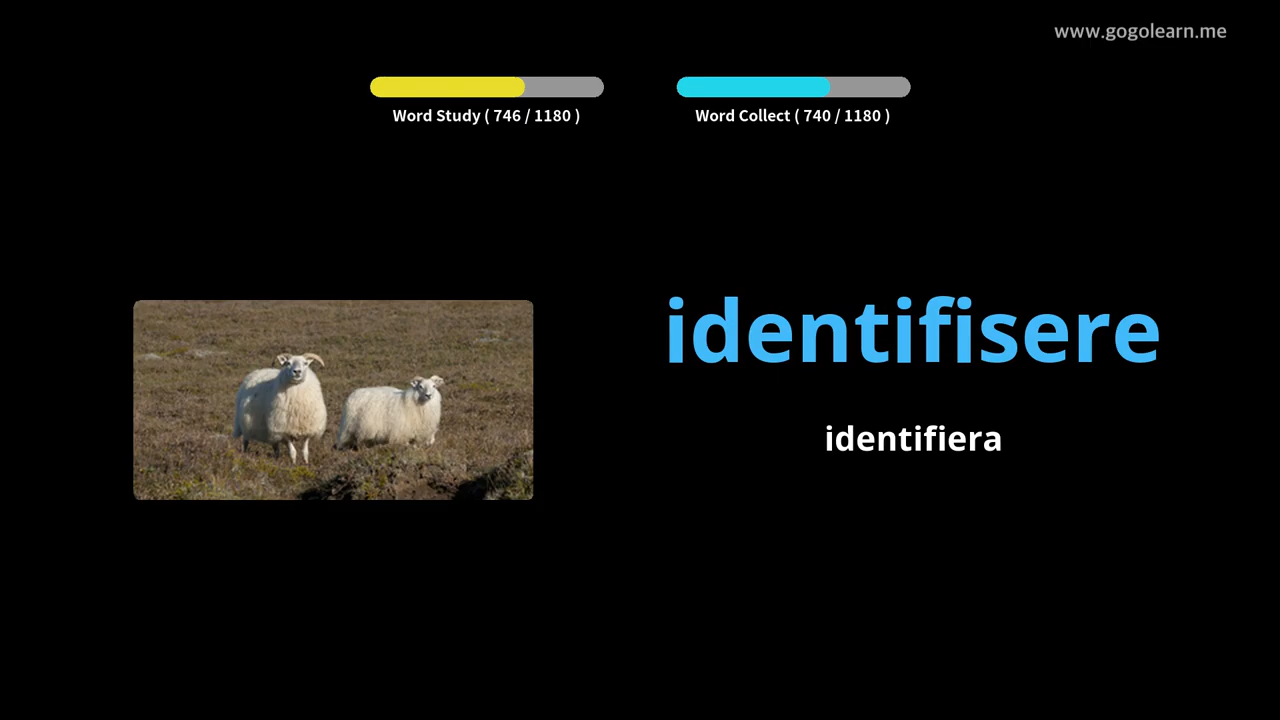 www.gogolearn.me
Word Study ( 746 / 1180 )
Word Collect ( 740 / 1180 )
identifisere
identifiera